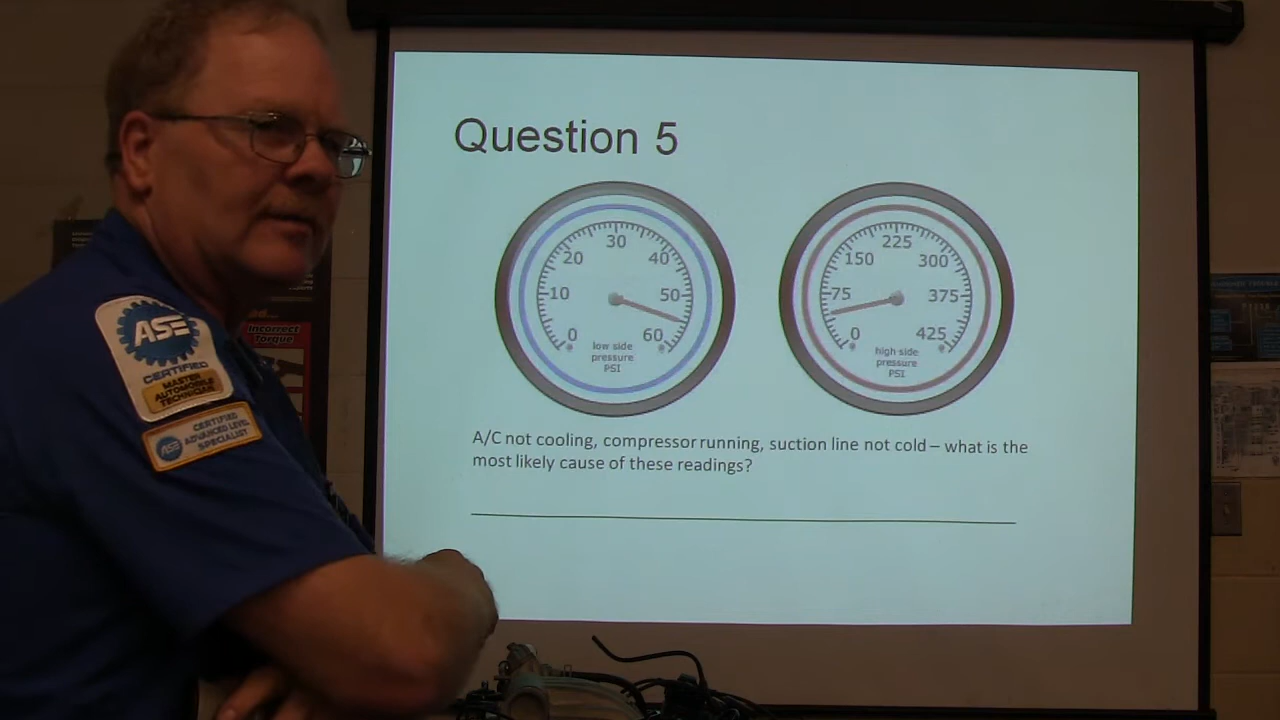 Question 5
30
20
40
10
50
0
60
low side
pressure
PSI
225
150
300
75
375
0
425
high side
pressure
PSI
A/C not cooling, compressor running, suction line not cold – what is the
most likely cause of these readings?
ASE
CERTIFIED
MASTER
AUTOMOBILE
TECHNICIAN
CERTIFIED
ADVANCED LEVEL
SPECIALIST
ASE
Incorrect
Torque